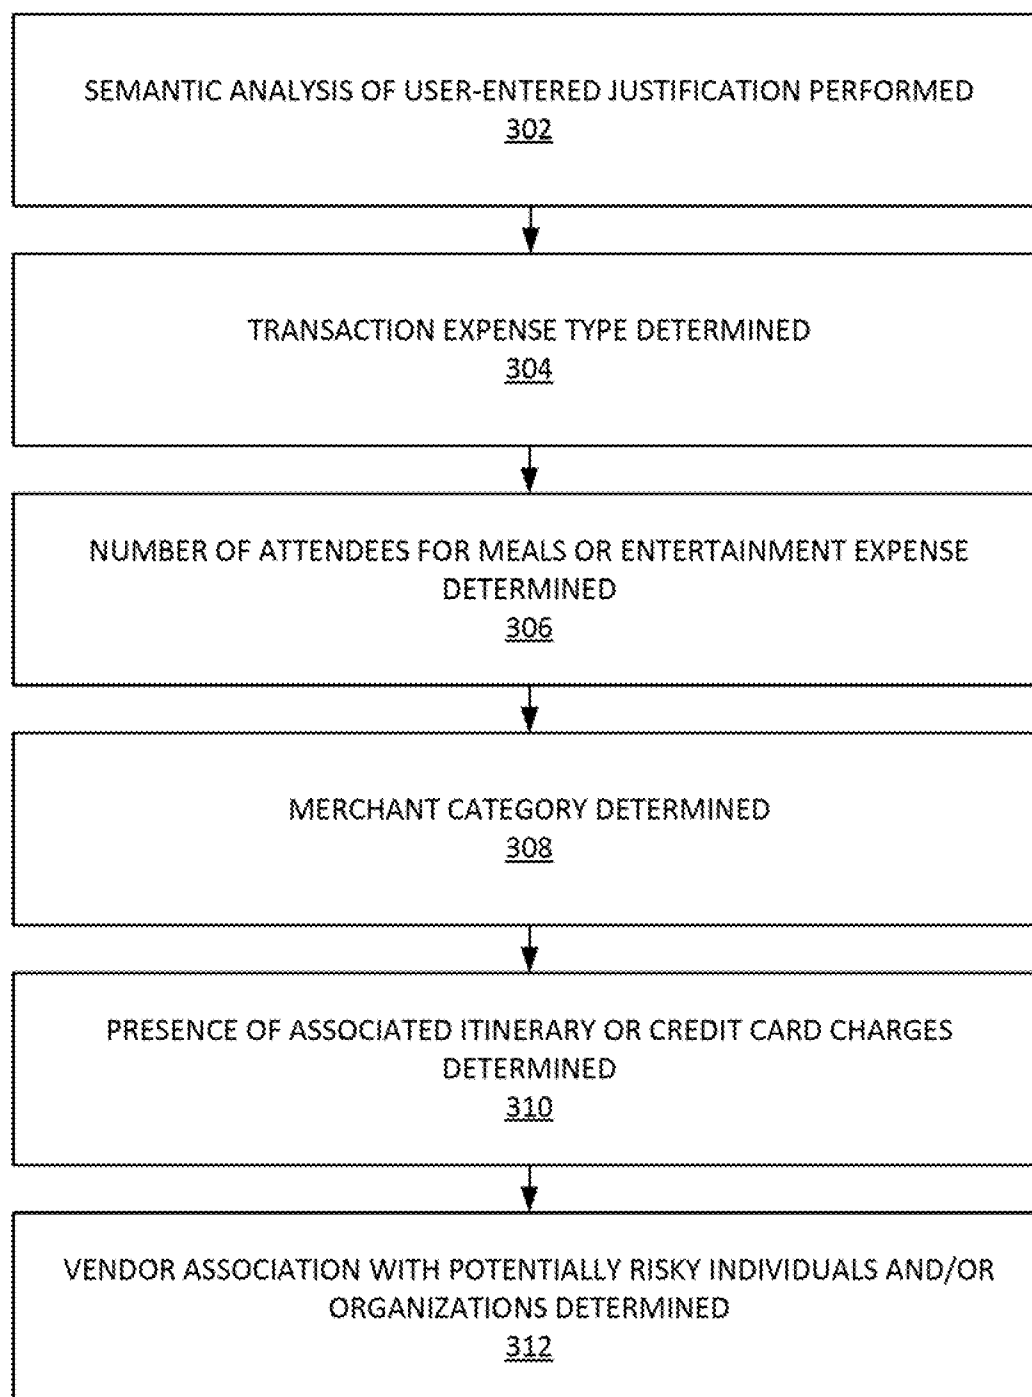 SEMANTIC ANALYSIS OF USER-ENTERED JUSTIFICATION PERFORMED
302
TRANSACTION EXPENSE TYPE DETERMINED
304
NUMBER OF ATTENDEES FOR MEALS OR ENTERTAINMENT EXPENSE
DETERMINED
306
MERCHANT CATEGORY DETERMINED
308
PRESENCE OF ASSOCIATED ITINERARY OR CREDIT CARD CHARGES
DETERMINED
310
VENDOR ASSOCIATION WITH POTENTIALLY RISKY INDIVIDUALS AND/OR
ORGANIZATIONS DETERMINED
312